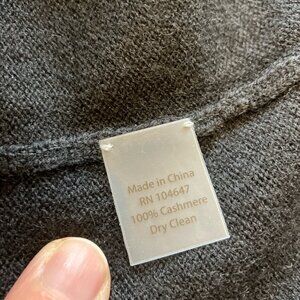 Made in China
RN 104647
100% Cashmere
Dry Clean